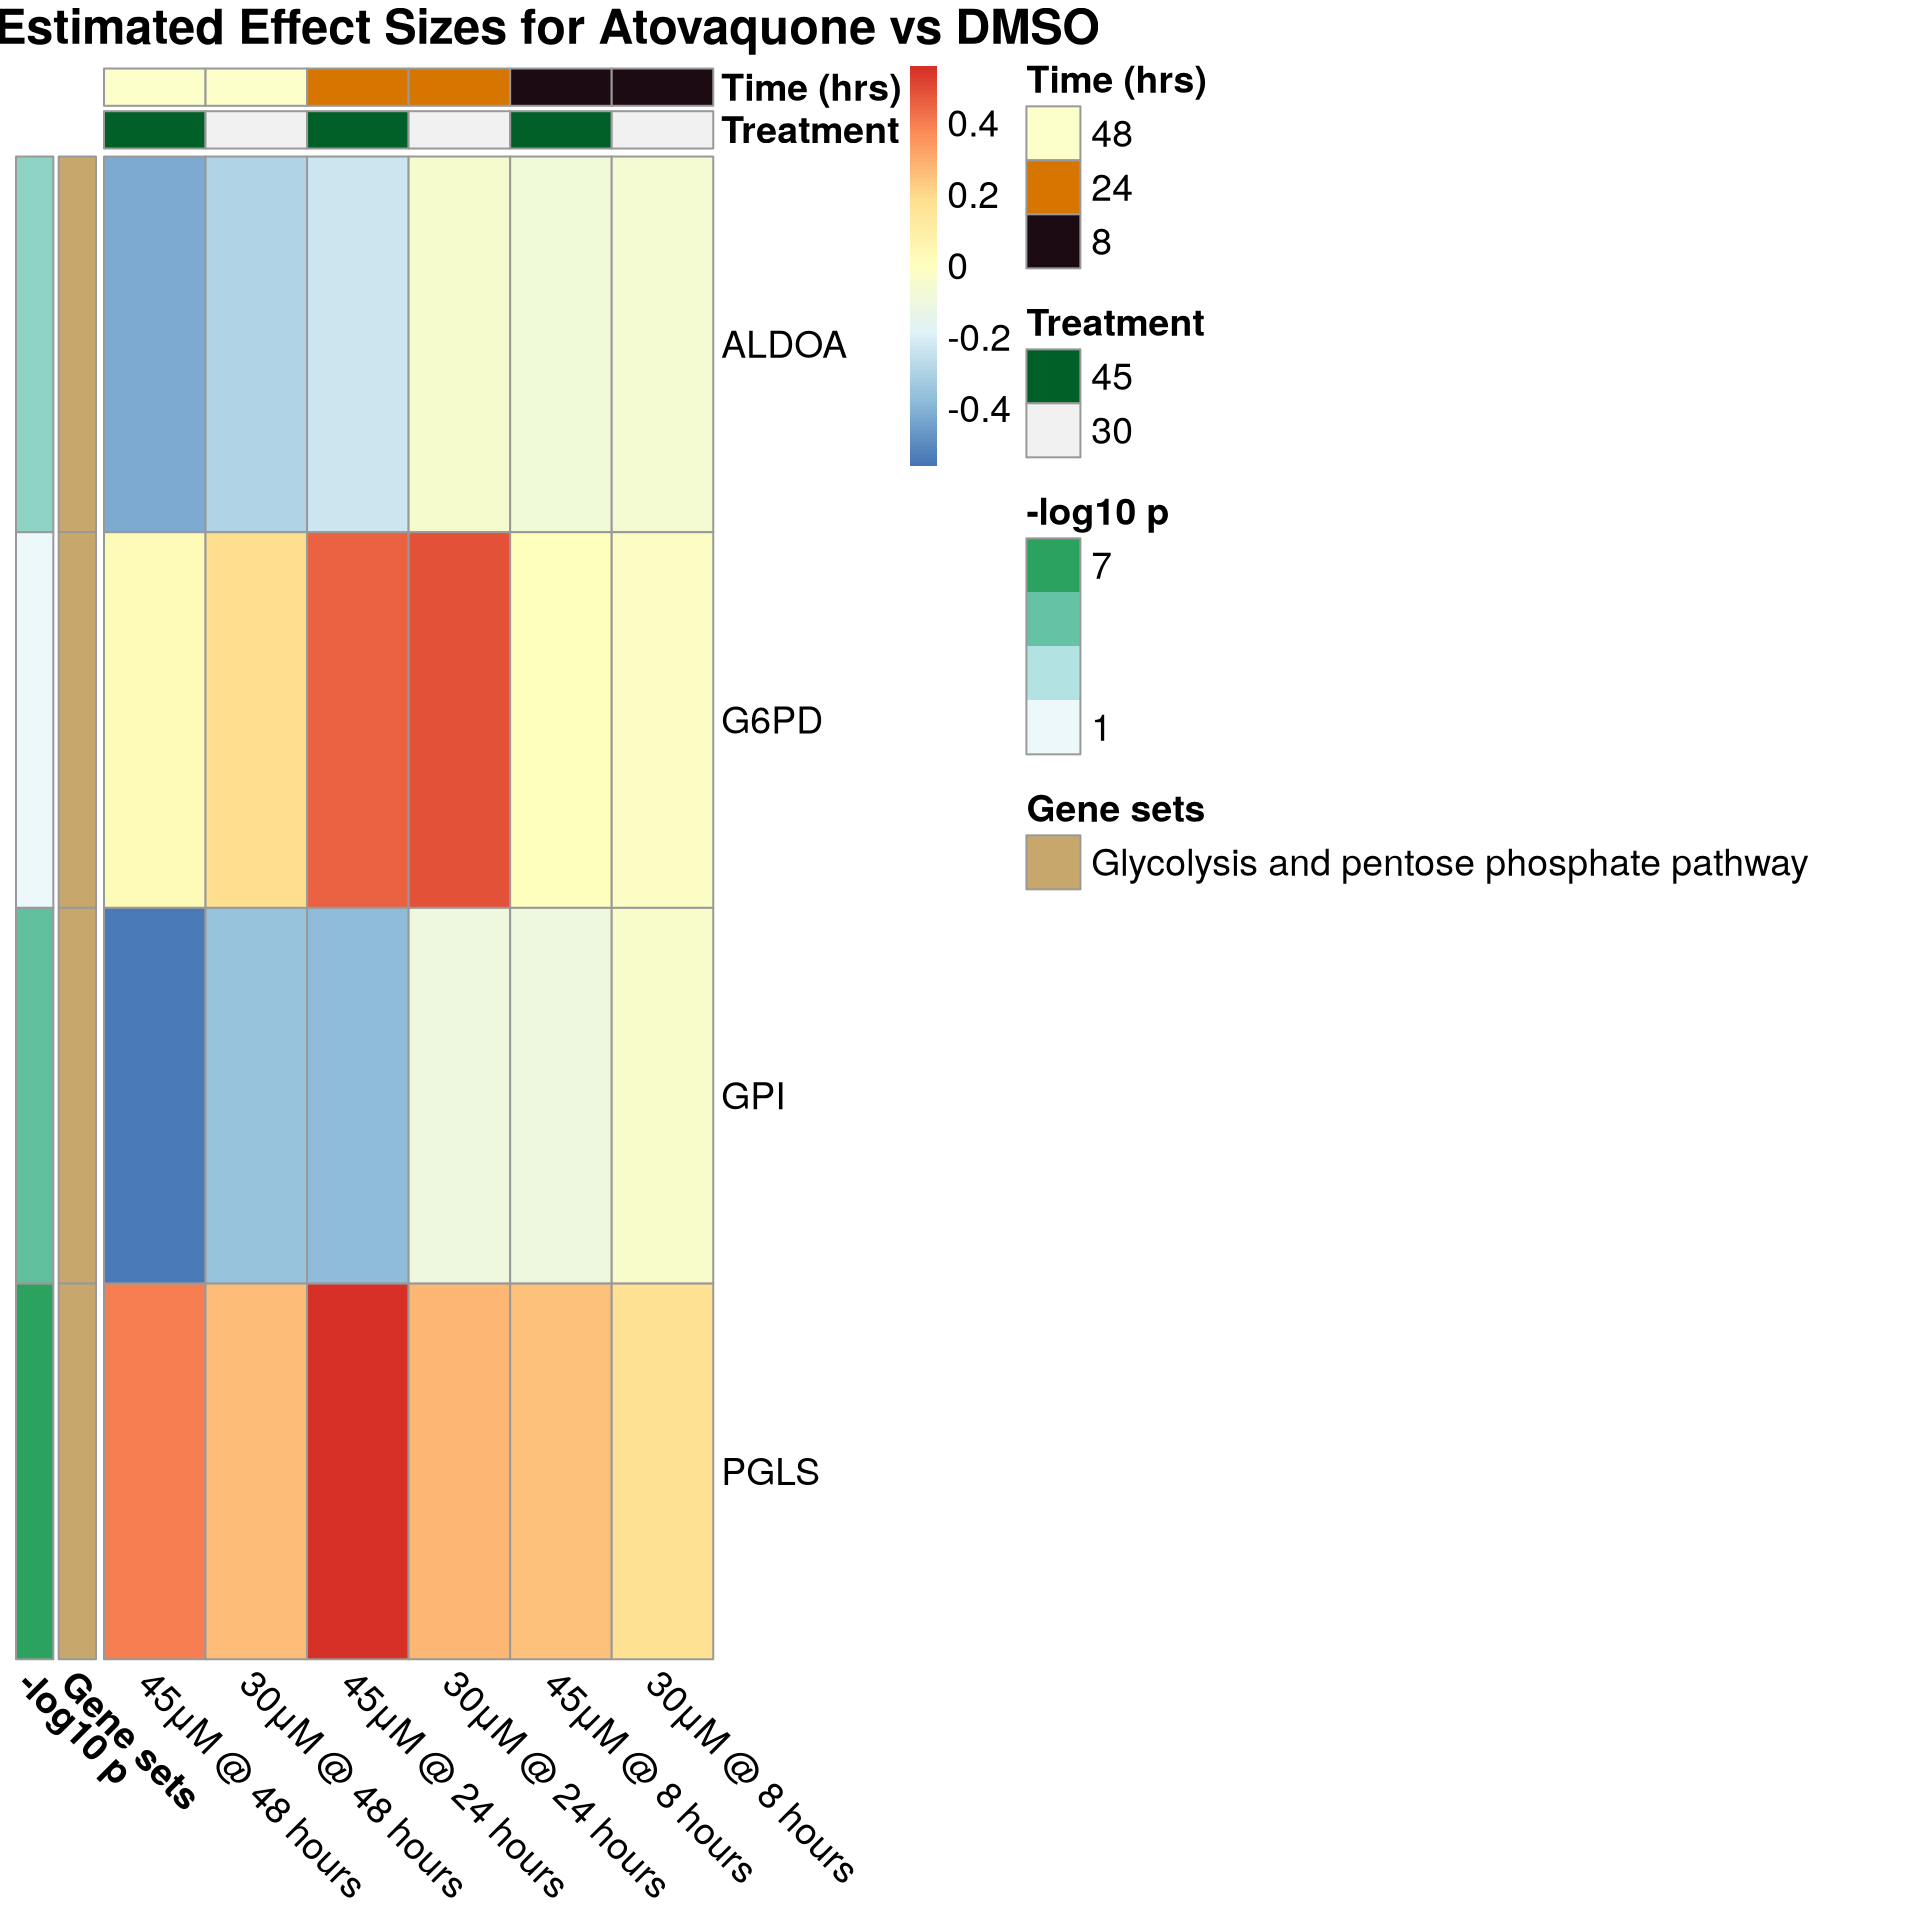 Estimated Effect Sizes for Atovaquone vs DMSO
Time (hrs)
Treatment
ALDOA
G6PD
GPI
PGLS
0.4
0.2
0
-0.2
-0.4
Time (hrs)
48
24
8
Treatment
45
30
-log10 p
7
1
Gene sets
Glycolysis and pentose phosphate pathway
-log10 p
Gene sets
45µM @ 48 hours
30µM @ 48 hours
45µM @ 24 hours
30µM @ 24 hours
45µM @ 8 hours
30µM @ 8 hours